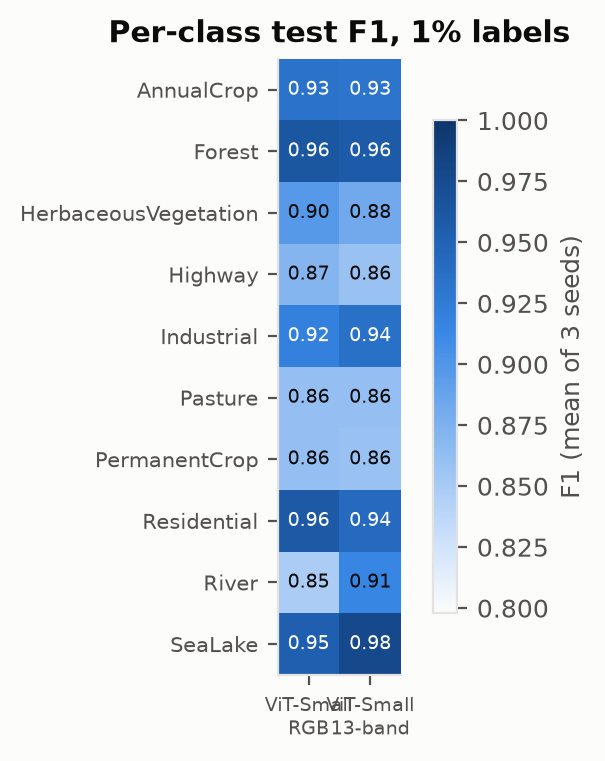 Per-class test F1, 1% labels
AnnualCrop 0.93 0.93
Forest 0.96 0.96
HerbaceousVegetation 0.90 0.88
Highway 0.87 0.86
Industrial 0.92 0.94
Pasture 0.86 0.86
PermanentCrop 0.86 0.86
Residential 0.96 0.94
River 0.85 0.91
SeaLake 0.95 0.98
ViT-Small
RGB
ViT-Small
13-band
1.000
0.975
0.950
0.925
0.900
0.875
0.850
0.825
0.800
F1 (mean of 3 seeds)